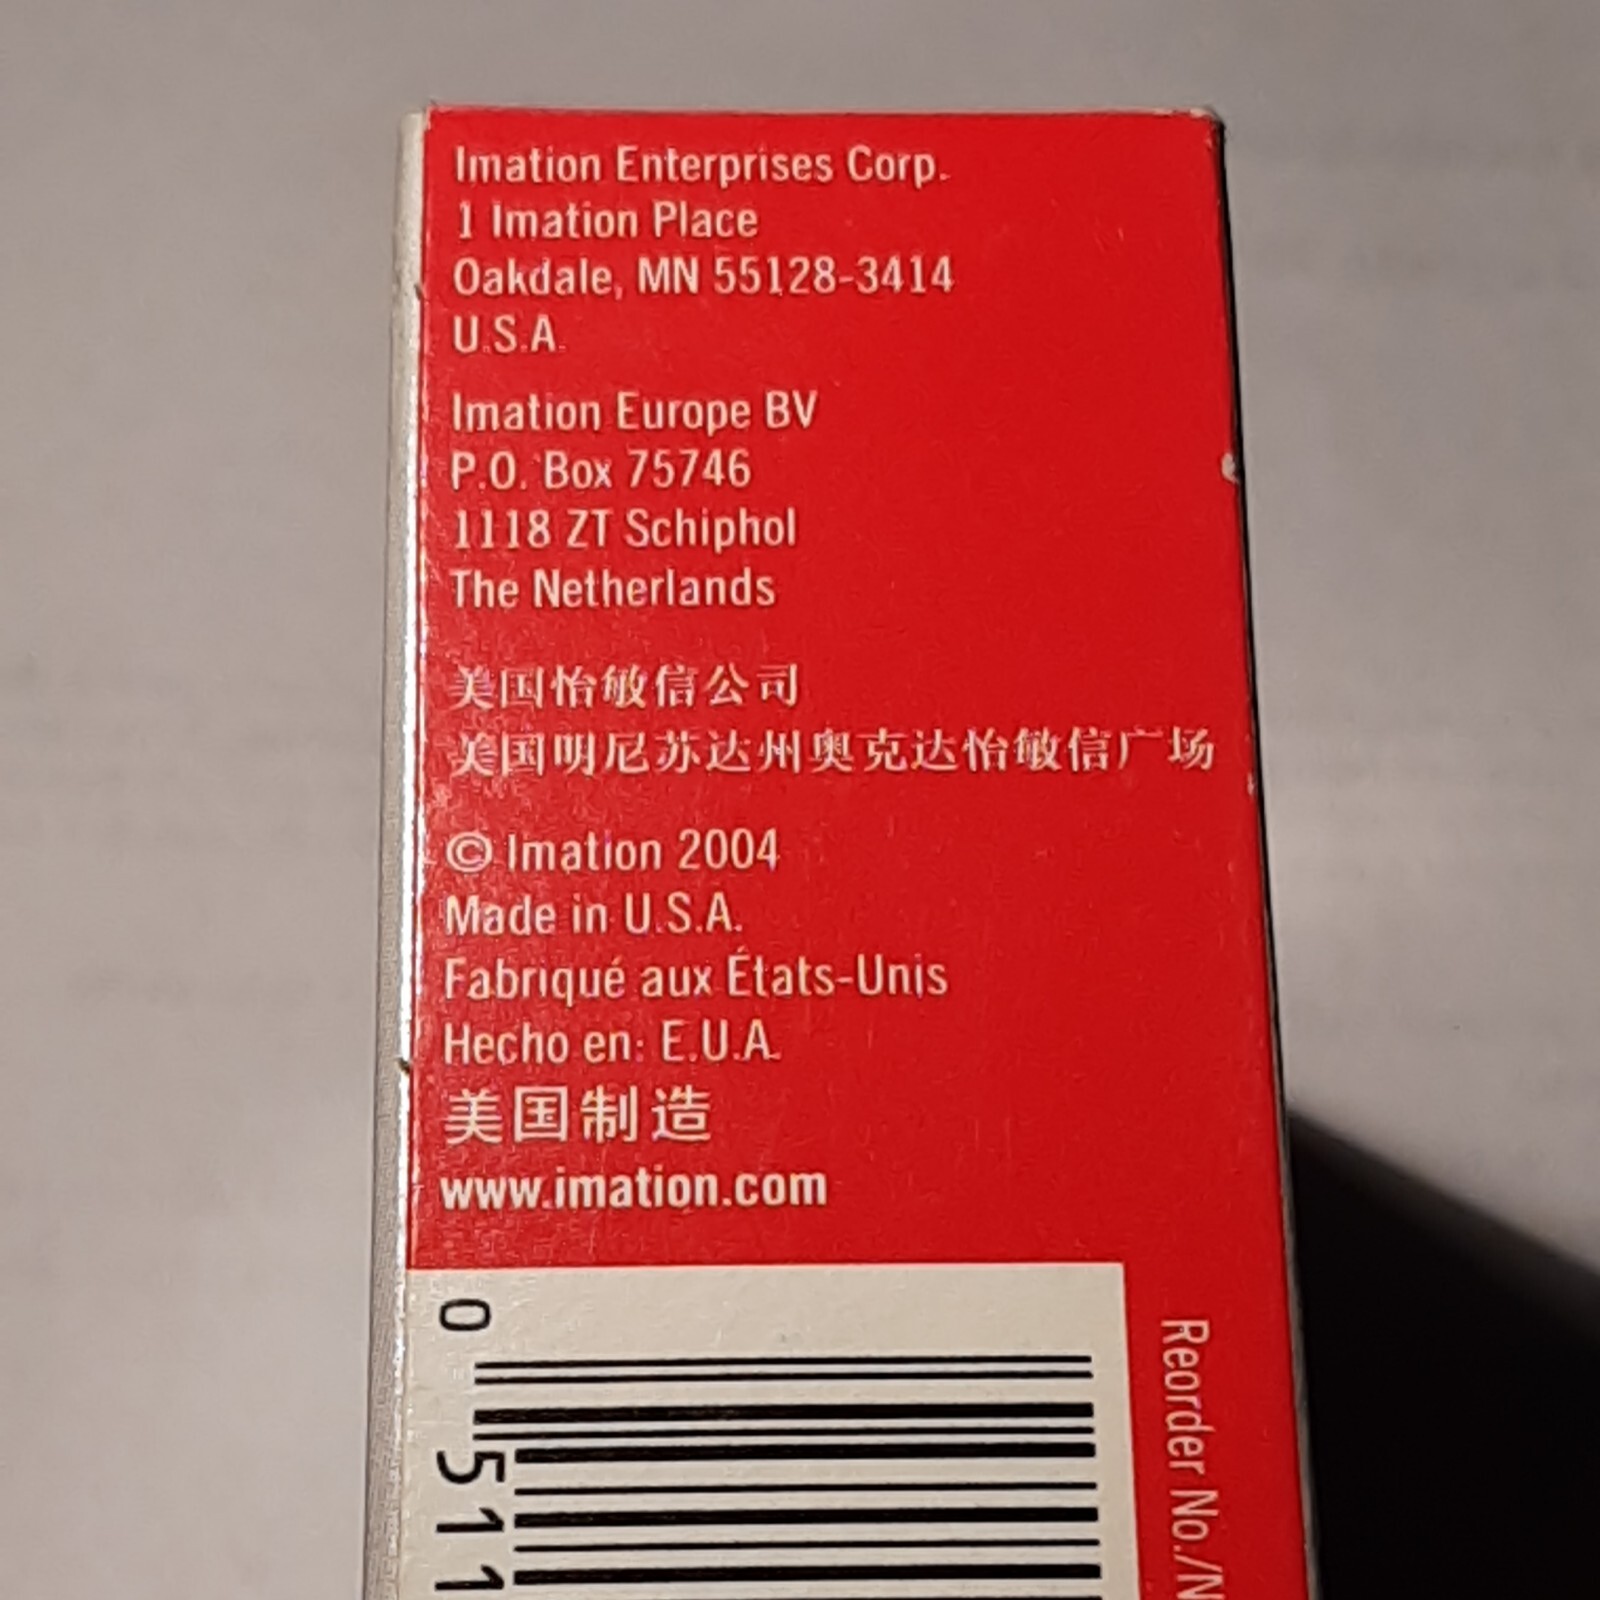 Imation Enterprises Corp.
1 Imation Place
Oakdale, MN 55128-3414
U.S.A.
Imation Europe BV
P.O. Box 75746
1118 ZT Schiphol
The Netherlands
美国怡敏信公司
美国明尼苏达州奥克达怡敏信广场
© Imation 2004
Made in U.S.A.
Fabriqué aux États-Unis
Hecho en: E.U.A.
美国制造
www.imation.com
0 511
Reorder No./N